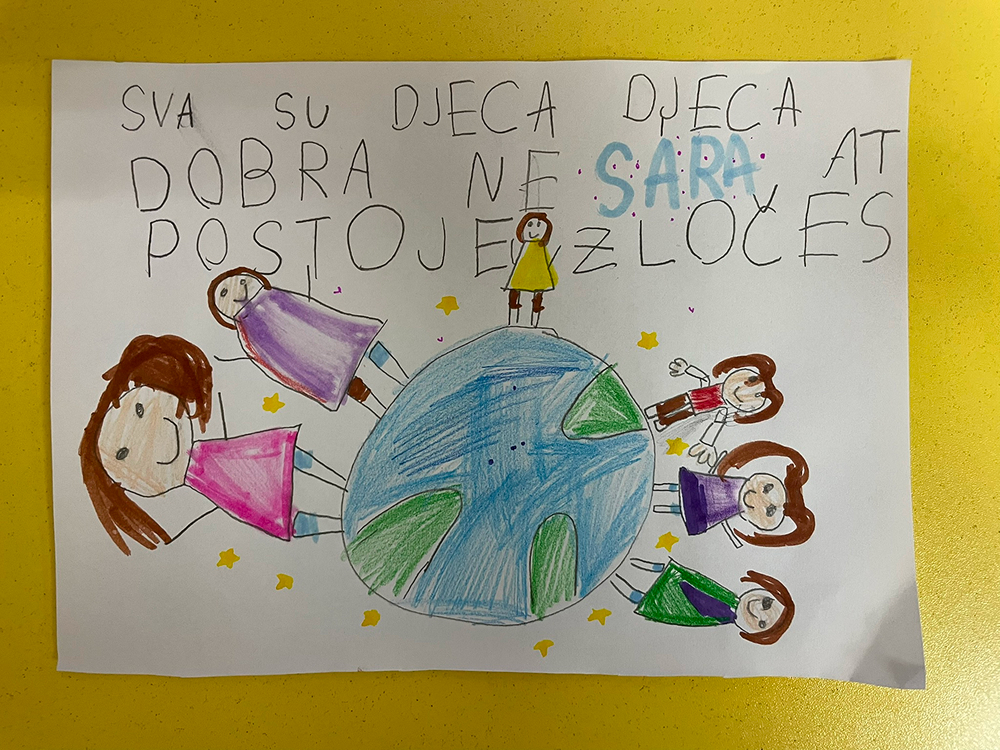 SVA SU DJECA DJECA
DOBRA NE SARA AT
POSTOJE ZLOČES